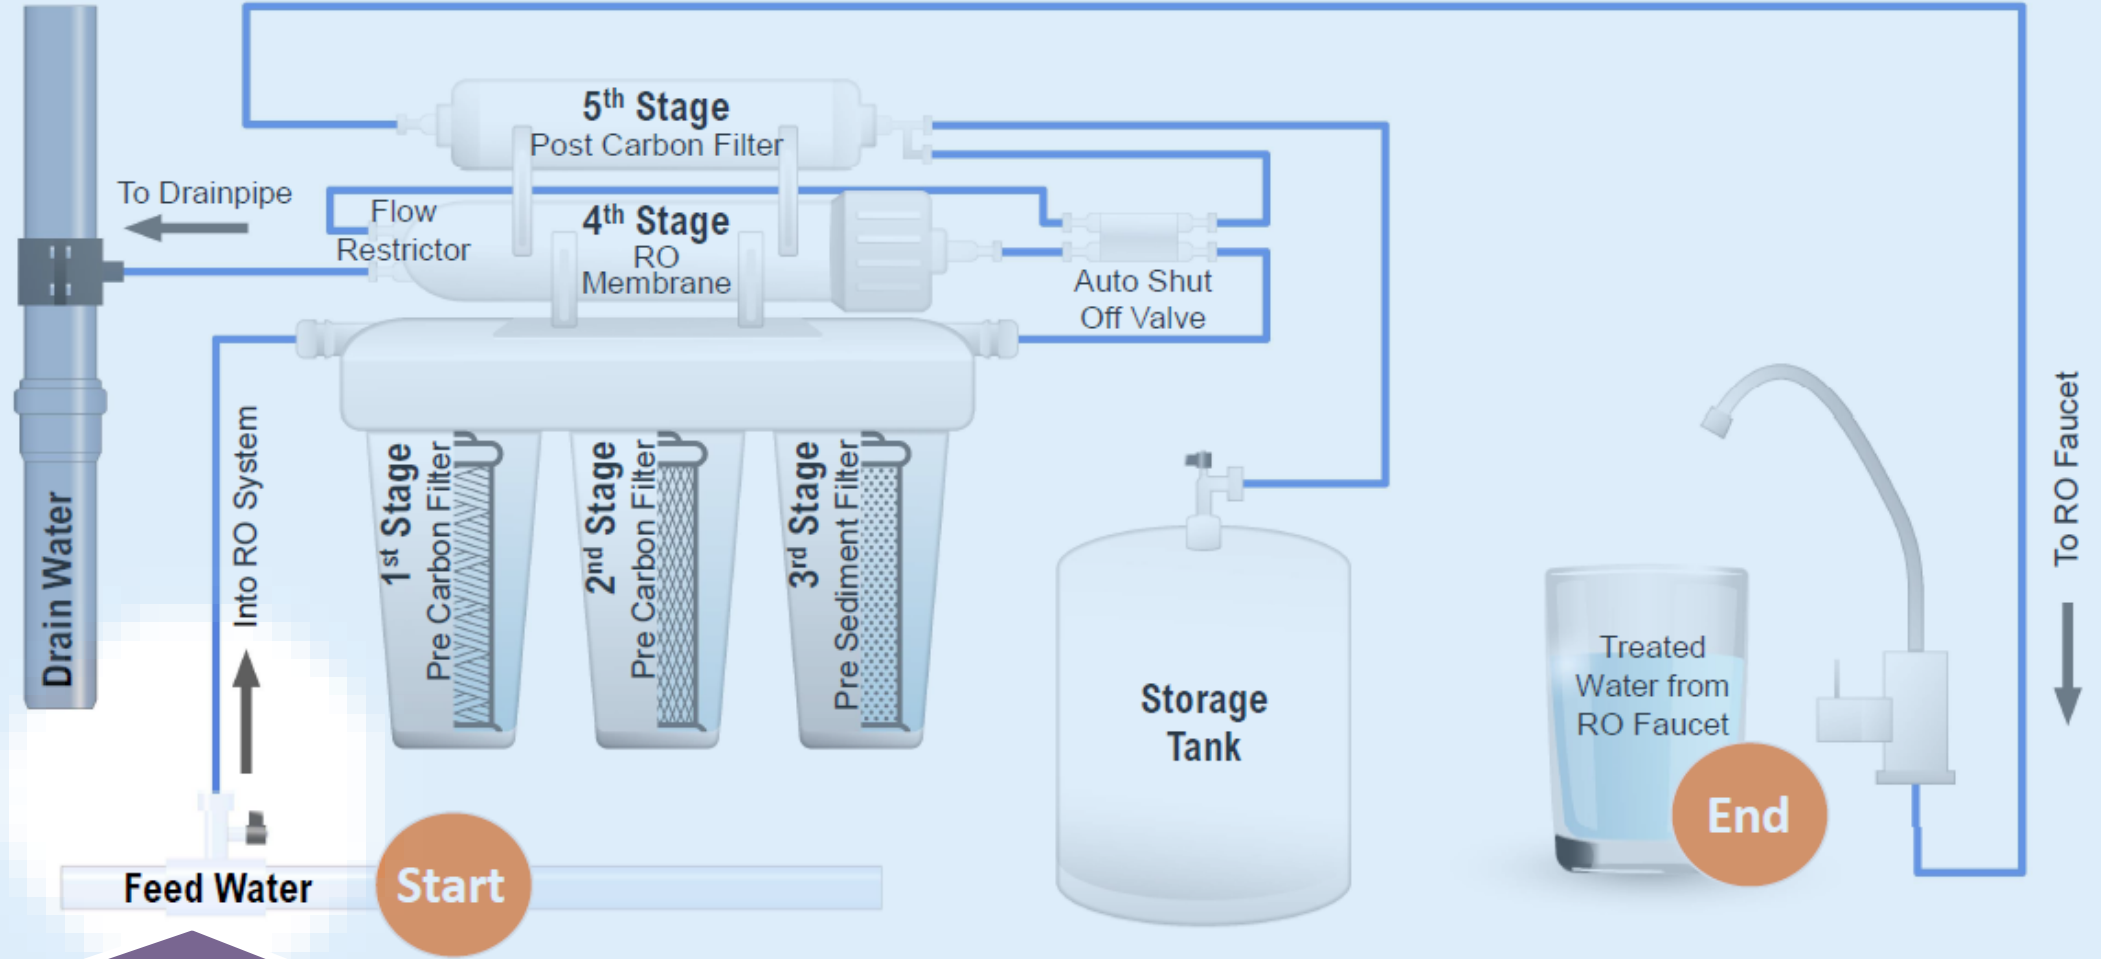 5th Stage
Post Carbon Filter
To Drainpipe
Flow
Restrictor
4th Stage
RO
Membrane
Auto Shut
Off Valve
Into RO System
1st Stage
Pre Carbon Filter
2nd Stage
Pre Carbon Filter
3rd Stage
Pre Sediment Filter
Drain Water
Storage
Tank
Treated
Water from
RO Faucet
To RO Faucet
Feed Water
Start
End